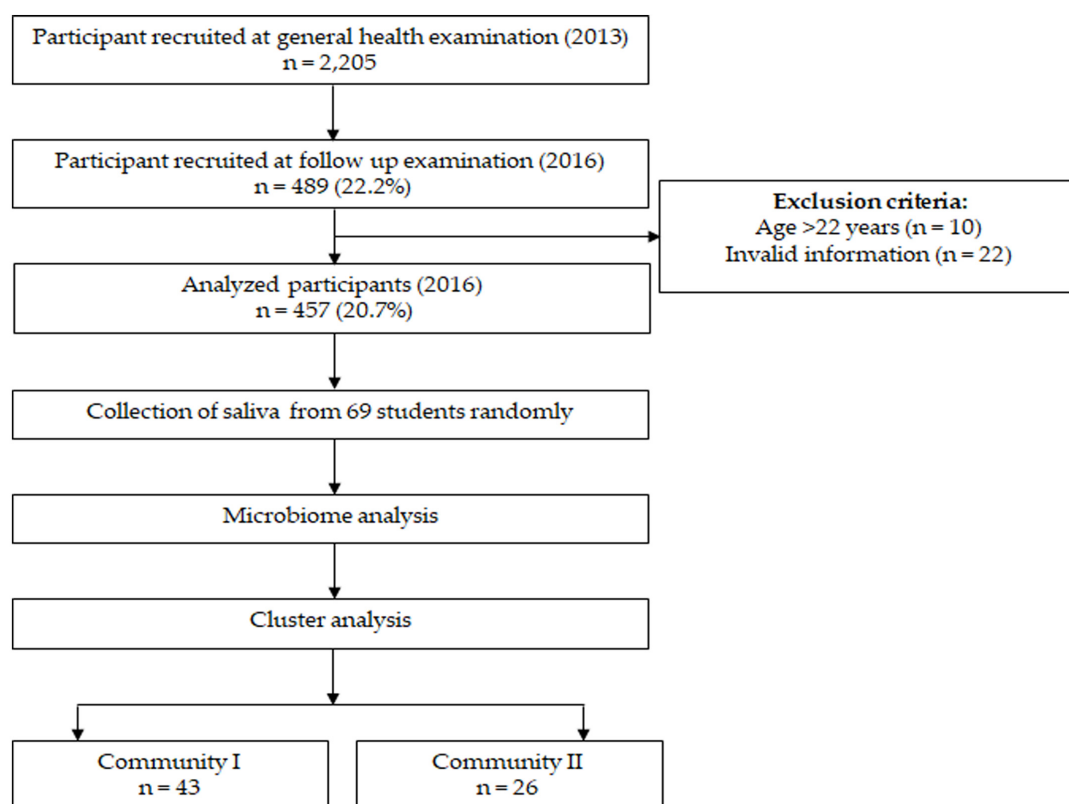 Participant recruited at general health examination (2013)
n = 2,205
Participant recruited at follow up examination (2016)
n = 489 (22.2%)
Exclusion criteria:
Age >22 years (n = 10)
Invalid information (n = 22)
Analyzed participants (2016)
n = 457 (20.7%)
Collection of saliva from 69 students randomly
Microbiome analysis
Cluster analysis
Community I
n = 43
Community II
n = 26